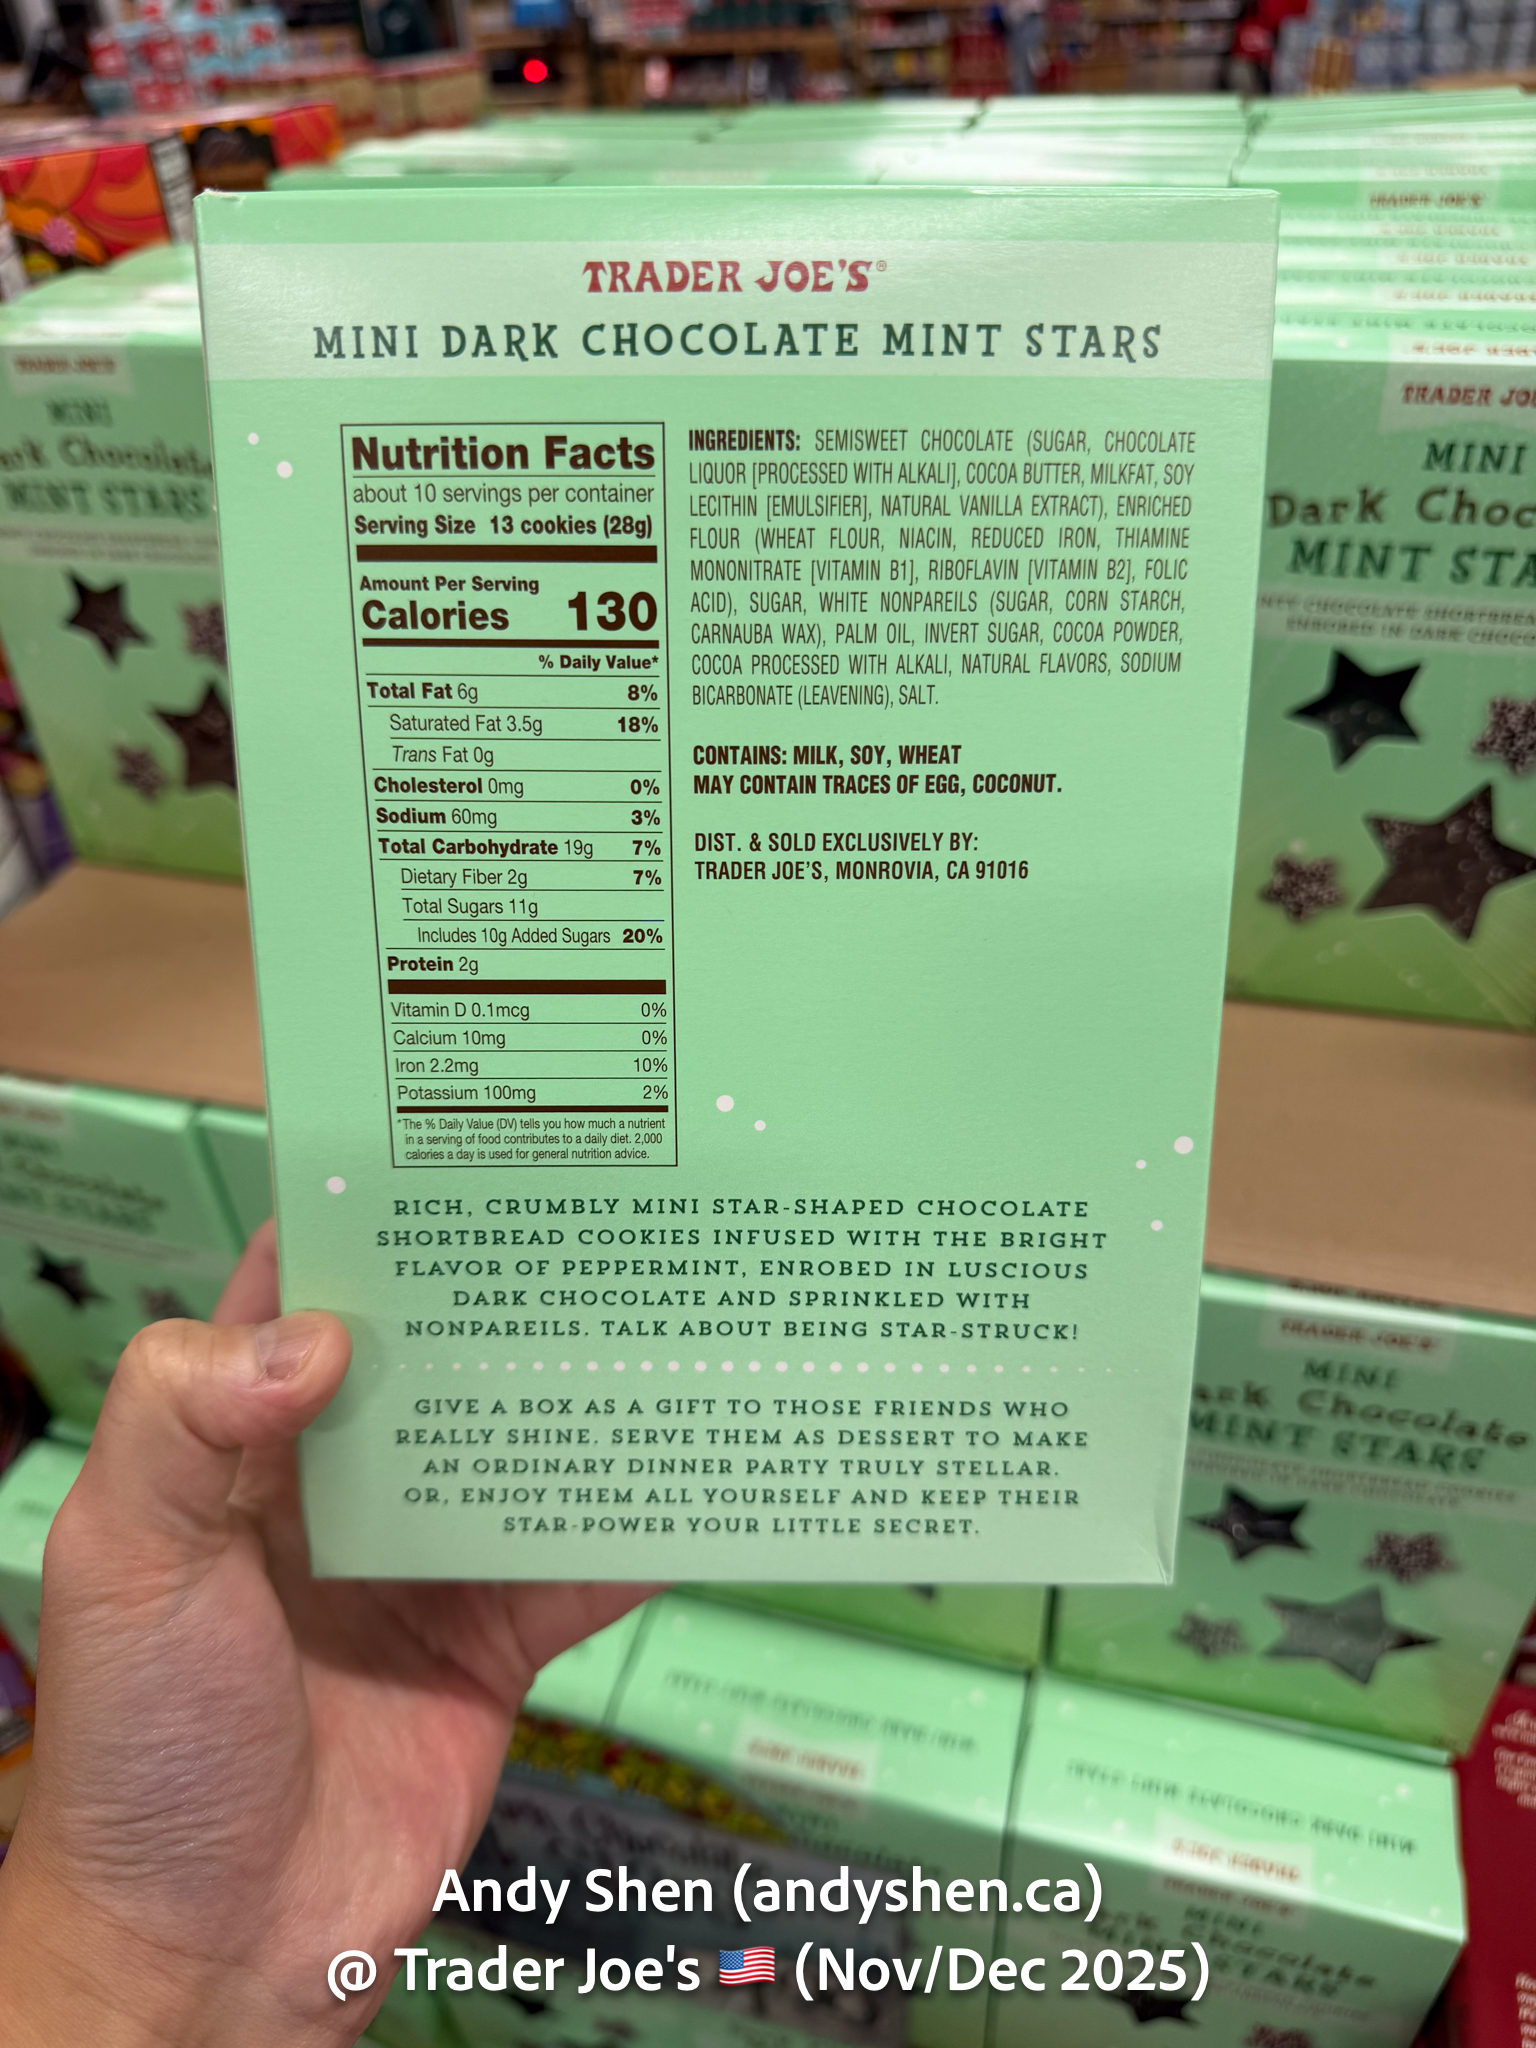 TRADER JOE'S®
MINI DARK CHOCOLATE MINT STARS
Nutrition Facts
about 10 servings per container
Serving Size 13 cookies (28g)
Amount Per Serving
Calories 130
% Daily Value*
Total Fat 6g 8%
Saturated Fat 3.5g 18%
Trans Fat 0g
Cholesterol 0mg 0%
Sodium 60mg 3%
Total Carbohydrate 19g 7%
Dietary Fiber 2g 7%
Total Sugars 11g
Includes 10g Added Sugars 20%
Protein 2g
Vitamin D 0.1mcg 0%
Calcium 10mg 0%
Iron 2.2mg 10%
Potassium 100mg 2%
*The % Daily Value (DV) tells you how much a nutrient
in a serving of food contributes to a daily diet. 2,000
calories a day is used for general nutrition advice.
INGREDIENTS: SEMISWEET CHOCOLATE (SUGAR, CHOCOLATE
LIQUOR [PROCESSED WITH ALKALI], COCOA BUTTER, MILKFAT, SOY
LECITHIN [EMULSIFIER], NATURAL VANILLA EXTRACT), ENRICHED
FLOUR (WHEAT FLOUR, NIACIN, REDUCED IRON, THIAMINE
MONONITRATE [VITAMIN B1], RIBOFLAVIN [VITAMIN B2], FOLIC
ACID), SUGAR, WHITE NONPAREILS (SUGAR, CORN STARCH,
CARNAUBA WAX), PALM OIL, INVERT SUGAR, COCOA POWDER,
COCOA PROCESSED WITH ALKALI, NATURAL FLAVORS, SODIUM
BICARBONATE (LEAVENING), SALT.
CONTAINS: MILK, SOY, WHEAT
MAY CONTAIN TRACES OF EGG, COCONUT.
DIST. & SOLD EXCLUSIVELY BY:
TRADER JOE'S, MONROVIA, CA 91016
RICH, CRUMBLY MINI STAR-SHAPED CHOCOLATE
SHORTBREAD COOKIES INFUSED WITH THE BRIGHT
FLAVOR OF PEPPERMINT, ENROBED IN LUSCIOUS
DARK CHOCOLATE AND SPRINKLED WITH
NONPAREILS. TALK ABOUT BEING STAR-STRUCK!
GIVE A BOX AS A GIFT TO THOSE FRIENDS WHO
REALLY SHINE. SERVE THEM AS DESSERT TO MAKE
AN ORDINARY DINNER PARTY TRULY STELLAR.
OR, ENJOY THEM ALL YOURSELF AND KEEP THEIR
STAR-POWER YOUR LITTLE SECRET.
TRADER JOE'S
MINI
MINT STARS
TRADER
MINI
Dark
MINT
TRADER JOE'S
MINI
Chocolate
MINT STARS
Andy Shen (andyshen.ca)
@ Trader Joe's 🇺🇸 (Nov/Dec 2025)